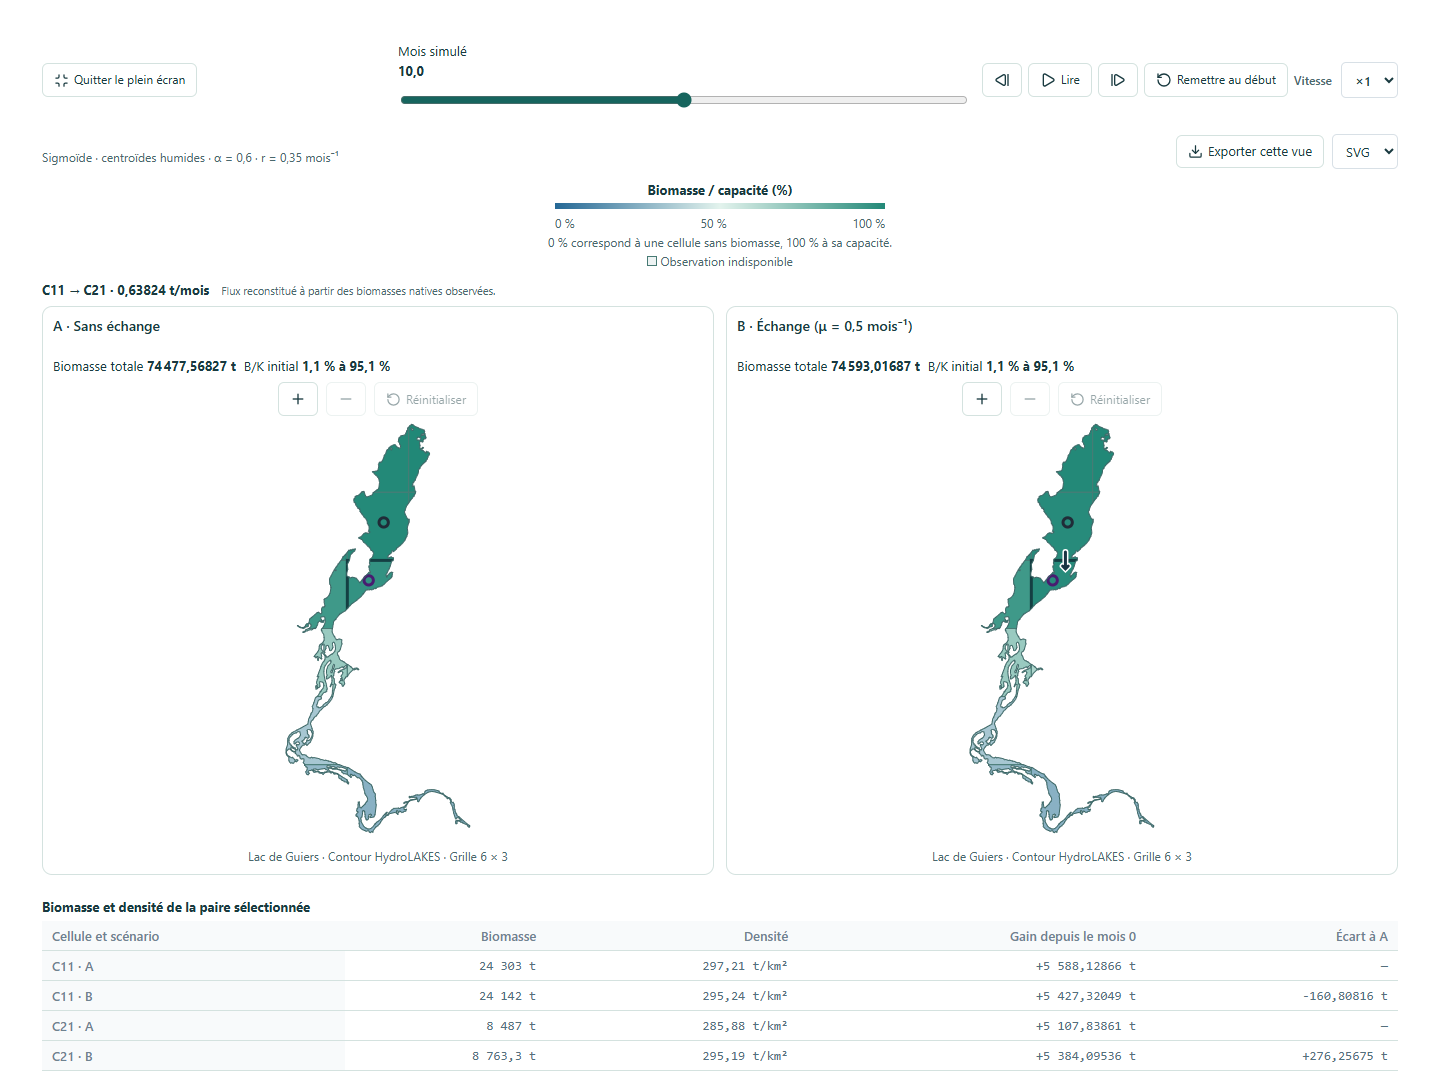 Mois simulé
10,0
Quitter le plein écran
Lire
Remettre au début
Vitesse
×1
Sigmoïde · centroïdes humides · α = 0,6 · r = 0,35 mois⁻¹
Exporter cette vue
SVG
Biomasse / capacité (%)
0 % 50 % 100 %
0 % correspond à une cellule sans biomasse, 100 % à sa capacité.
Observation indisponible
C11 → C21 · 0,63824 t/mois Flux reconstitué à partir des biomasses natives observées.
A · Sans échange
Biomasse totale 74 477,56827 t B/K initial 1,1 % à 95,1 %
+ − Réinitialiser
Lac de Guiers · Contour HydroLAKES · Grille 6 × 3
B · Échange (μ = 0,5 mois⁻¹)
Biomasse totale 74 593,01687 t B/K initial 1,1 % à 95,1 %
+ − Réinitialiser
Lac de Guiers · Contour HydroLAKES · Grille 6 × 3
Biomasse et densité de la paire sélectionnée
Cellule et scénario Biomasse Densité Gain depuis le mois 0 Écart à A
C11 · A 24 303 t 297,21 t/km² +5 588,12866 t —
C11 · B 24 142 t 295,24 t/km² +5 427,32049 t -160,80816 t
C21 · A 8 487 t 285,88 t/km² +5 107,83861 t —
C21 · B 8 763,3 t 295,19 t/km² +5 384,09536 t +276,25675 t